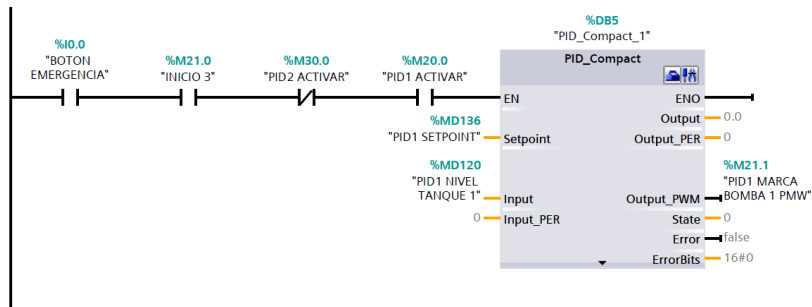 %DB5
"PID_Compact_1"
%I0.0
"BOTON
EMERGENCIA"
%M21.0
"INICIO 3"
%M30.0
"PID2 ACTIVAR"
%M20.0
"PID1 ACTIVAR"
PID_Compact
EN
ENO
%MD136
"PID1 SETPOINT"
Setpoint
Output
0.0
Output_PER
0
%MD120
"PID1 NIVEL
TANQUE 1"
Input
0
Input_PER
%M21.1
"PID1 MARCA
BOMBA 1 PMW"
Output_PWM
State
0
Error
false
ErrorBits
16#0